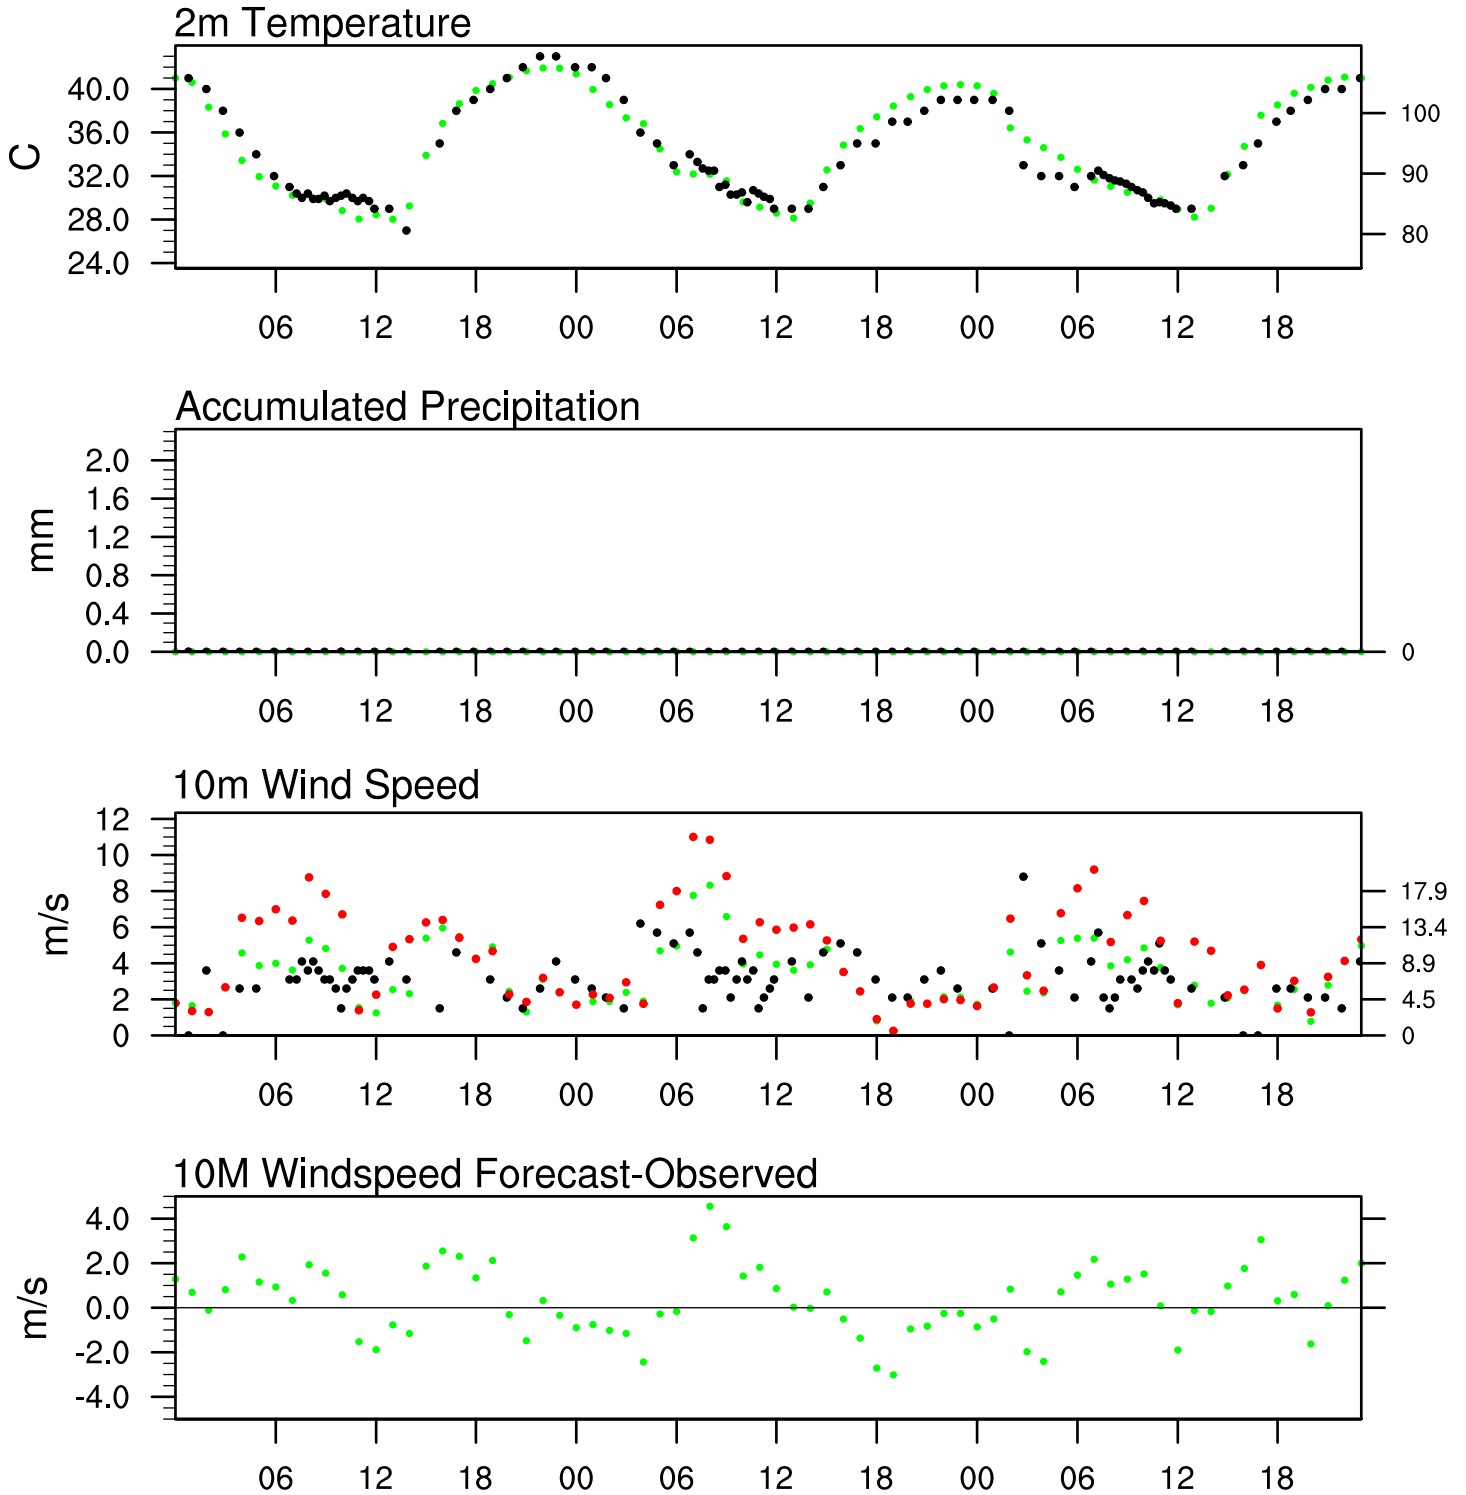 2m Temperature
C
40.0
36.0
32.0
28.0
24.0
100
90
80
06 12 18 00 06 12 18 00 06 12 18
Accumulated Precipitation
mm
2.0
1.6
1.2
0.8
0.4
0.0
0
06 12 18 00 06 12 18 00 06 12 18
10m Wind Speed
m/s
12
10
8
6
4
2
0
17.9
13.4
8.9
4.5
0
06 12 18 00 06 12 18 00 06 12 18
10M Windspeed Forecast-Observed
m/s
4.0
2.0
0.0
-2.0
-4.0
06 12 18 00 06 12 18 00 06 12 18